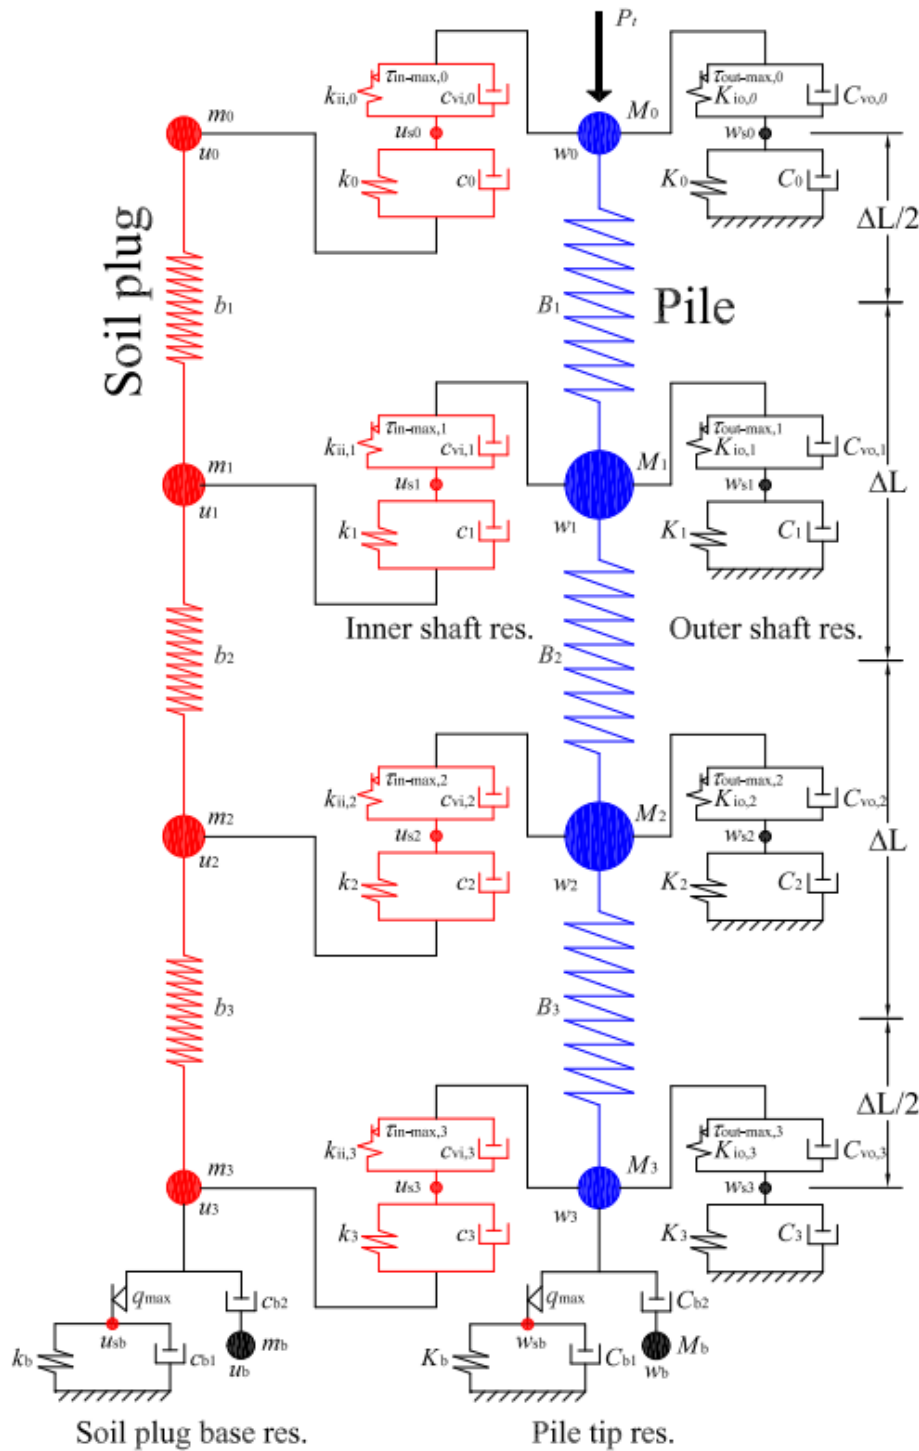 Pt
τin-max,0
τout-max,0
m0
kii,0
cvi,0
M0
Kio,0
Cvo,0
us0
ws0
u0
w0
k0
c0
K0
C0
ΔL/2
Soil plug
b1
B1
Pile
τin-max,1
τout-max,1
m1
kii,1
cvi,1
M1
Kio,1
Cvo,1
us1
ws1
ΔL
u1
w1
k1
c1
K1
C1
Inner shaft res.
Outer shaft res.
b2
B2
τin-max,2
τout-max,2
m2
kii,2
cvi,2
M2
Kio,2
Cvo,2
us2
ws2
ΔL
u2
w2
k2
c2
K2
C2
b3
B3
ΔL/2
τin-max,3
τout-max,3
m3
kii,3
cvi,3
M3
Kio,3
Cvo,3
us3
ws3
u3
w3
k3
c3
K3
C3
qmax
cb2
qmax
Cb2
usb
mb
wsb
Mb
kb
cb1
ub
Kb
Cb1
wb
Soil plug base res.
Pile tip res.